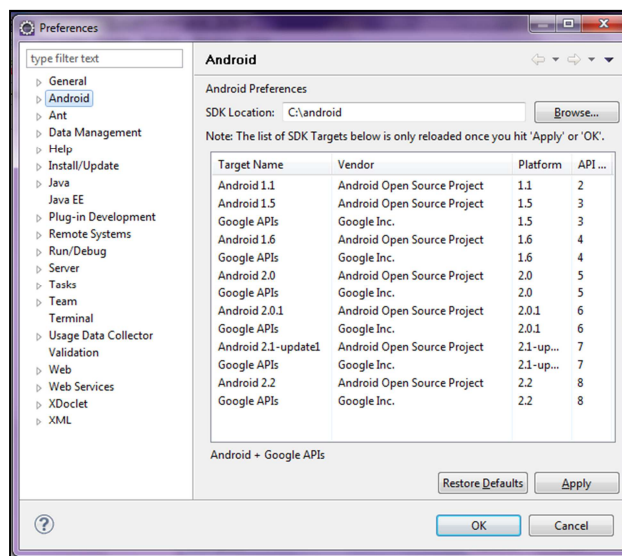 Preferences
type filter text
General
Android
Ant
Data Management
Help
Install/Update
Java
Java EE
Plug-in Development
Remote Systems
Run/Debug
Server
Tasks
Team
Terminal
Usage Data Collector
Validation
Web
Web Services
XDoclet
XML
Android
Android Preferences
SDK Location: C:\android Browse...
Note: The list of SDK Targets below is only reloaded once you hit 'Apply' or 'OK'.
Target Name Vendor Platform API ...
Android 1.1 Android Open Source Project 1.1 2
Android 1.5 Android Open Source Project 1.5 3
Google APIs Google Inc. 1.5 3
Android 1.6 Android Open Source Project 1.6 4
Google APIs Google Inc. 1.6 4
Android 2.0 Android Open Source Project 2.0 5
Google APIs Google Inc. 2.0 5
Android 2.0.1 Android Open Source Project 2.0.1 6
Google APIs Google Inc. 2.0.1 6
Android 2.1-update1 Android Open Source Project 2.1-up... 7
Google APIs Google Inc. 2.1-up... 7
Android 2.2 Android Open Source Project 2.2 8
Google APIs Google Inc. 2.2 8
Android + Google APIs
Restore Defaults Apply
? OK Cancel